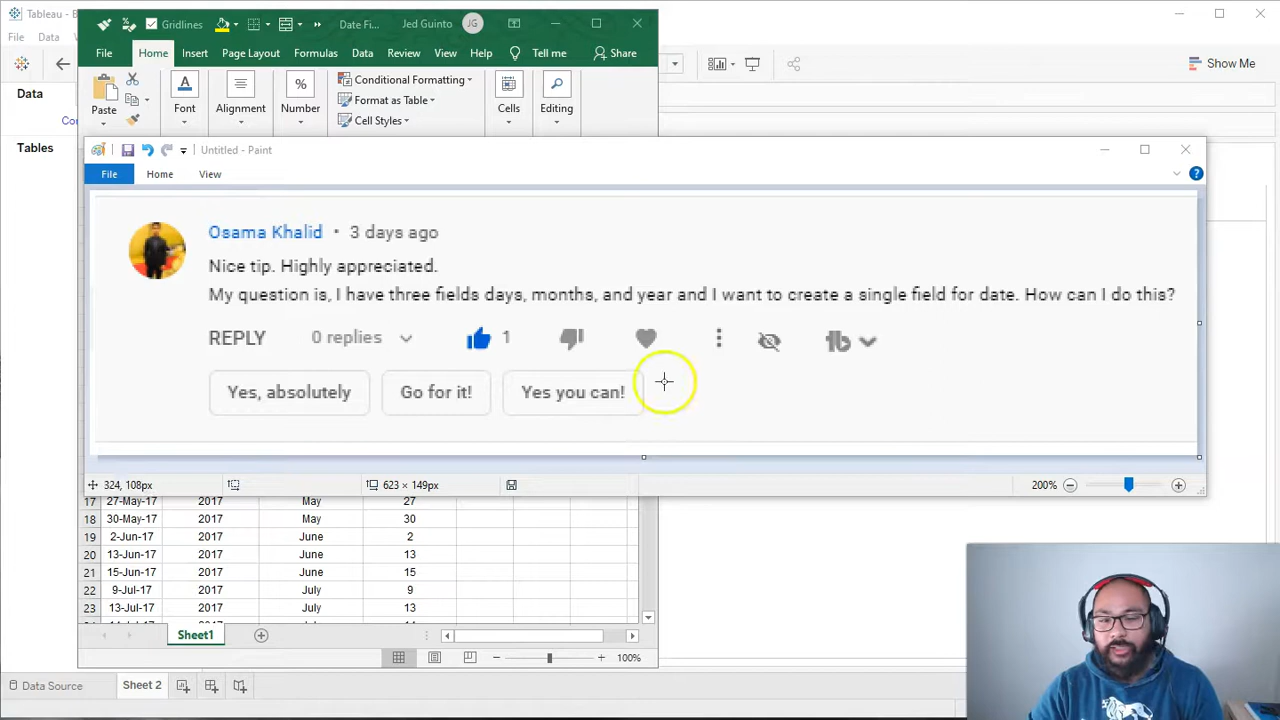 Tableau -
File Data
Data
Tables
Show Me
Gridlines
Date Fi...
Jed Guinto
JG
File Home Insert Page Layout Formulas Data Review View Help Tell me Share
Paste
Font
Alignment
Number
Conditional Formatting
Format as Table
Cell Styles
Cells
Editing
Untitled - Paint
File Home View
Osama Khalid • 3 days ago
Nice tip. Highly appreciated.
My question is, I have three fields days, months, and year and I want to create a single field for date. How can I do this?
REPLY 0 replies 1
Yes, absolutely Go for it! Yes you can!
324, 108px 623 × 149px 200%
17 27-May-17 2017 May 27
18 30-May-17 2017 May 30
19 2-Jun-17 2017 June 2
20 13-Jun-17 2017 June 13
21 15-Jun-17 2017 June 15
22 9-Jul-17 2017 July 9
23 13-Jul-17 2017 July 13
Sheet1
100%
Data Source Sheet 2